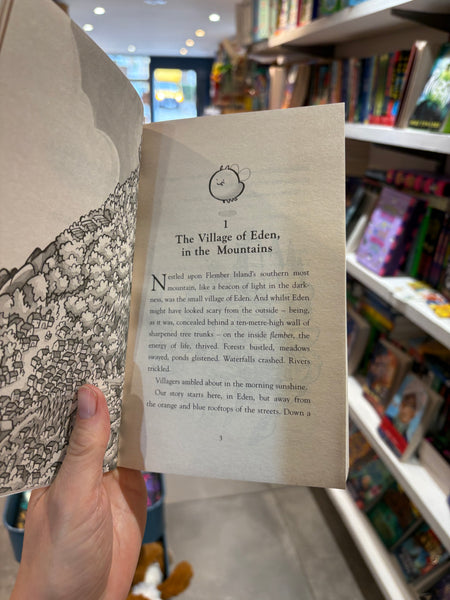 1
The Village of Eden,
in the Mountains
Nestled upon Flember Island's southern most
mountain, like a beacon of light in the dark-
ness, was the small village of Eden. And whilst Eden
might have looked scary from the outside – being,
as it was, concealed behind a ten-metre-high wall of
sharpened tree trunks – on the inside flember, the
energy of life, thrived. Forests bustled, meadows
swayed, ponds glistened. Waterfalls crashed. Rivers
trickled.
Villagers ambled about in the morning sunshine.
Our story starts here, in Eden, but away from
the orange and blue rooftops of the streets. Down a
3